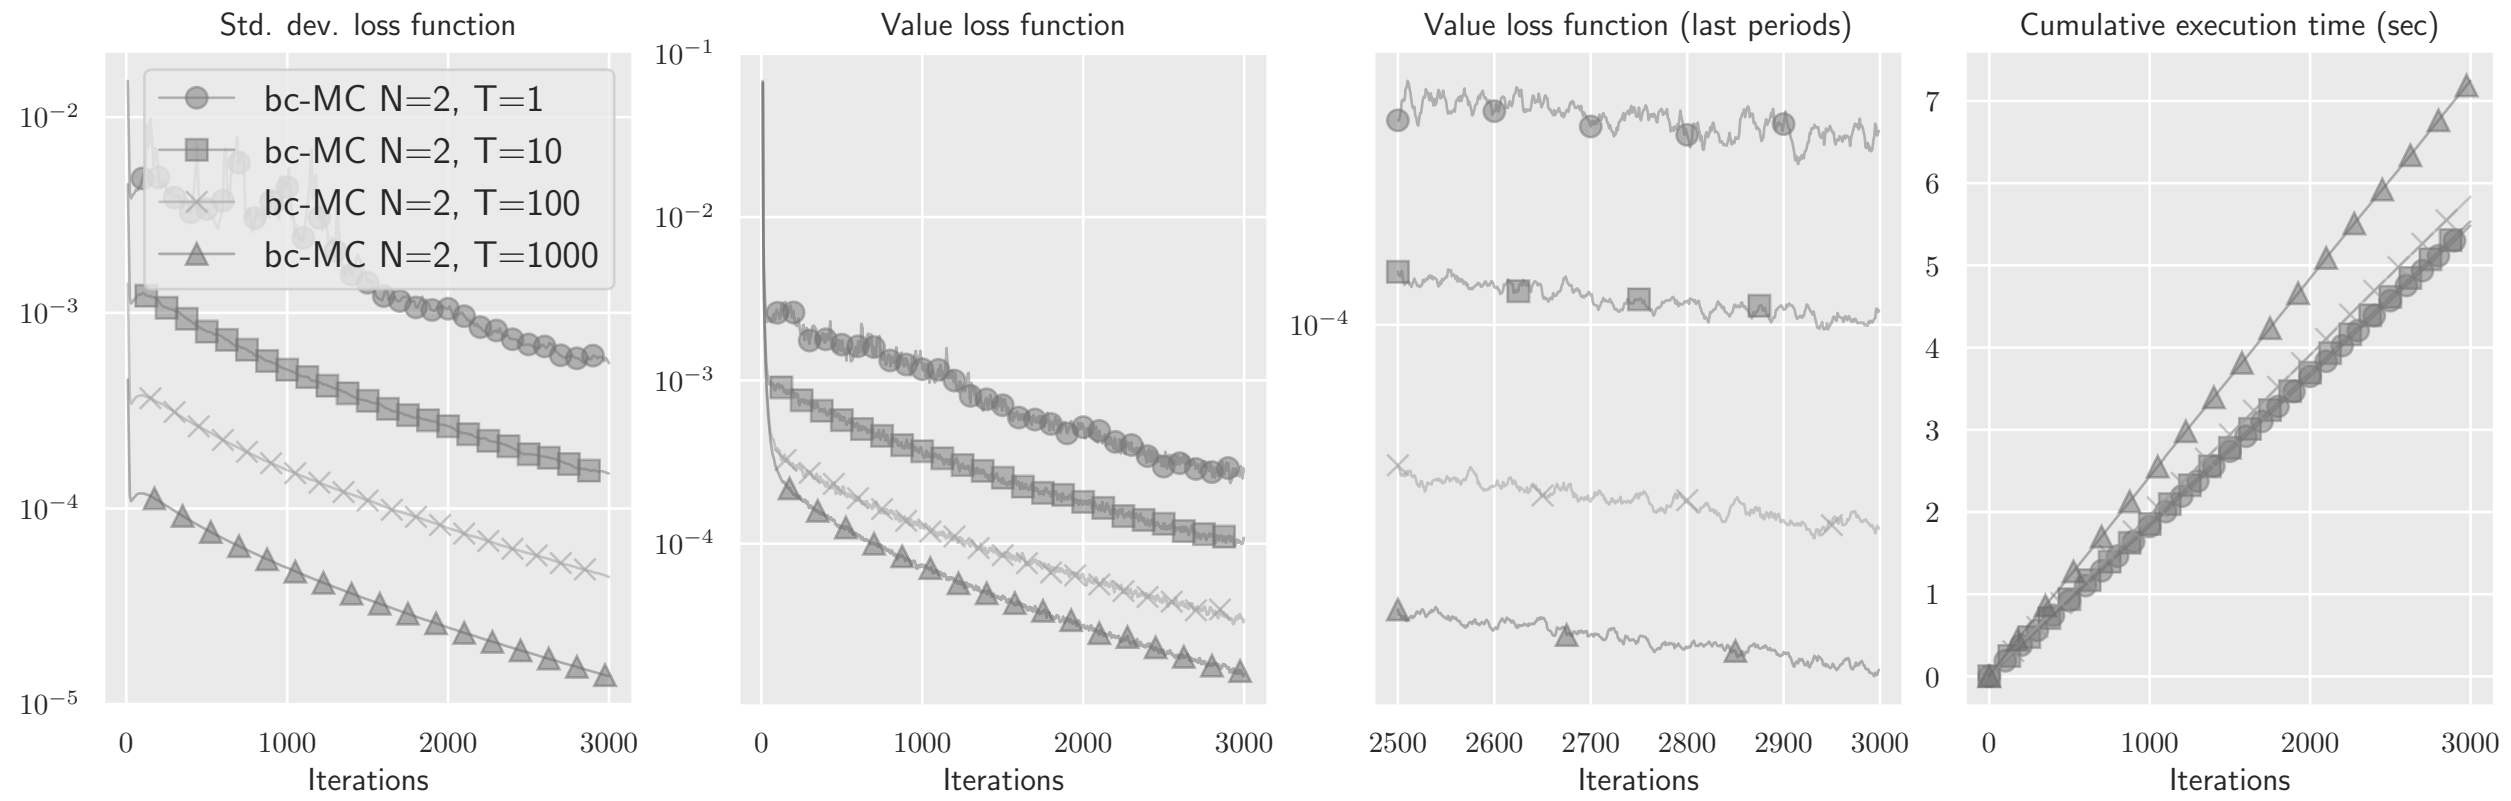 Std. dev. loss function
10⁻²
10⁻³
10⁻⁴
10⁻⁵
bc-MC N=2, T=1
bc-MC N=2, T=10
bc-MC N=2, T=100
bc-MC N=2, T=1000
0 1000 2000 3000
Iterations
Value loss function
10⁻¹
10⁻²
10⁻³
10⁻⁴
0 1000 2000 3000
Iterations
Value loss function (last periods)
10⁻⁴
2500 2600 2700 2800 2900 3000
Iterations
Cumulative execution time (sec)
7
6
5
4
3
2
1
0
0 1000 2000 3000
Iterations